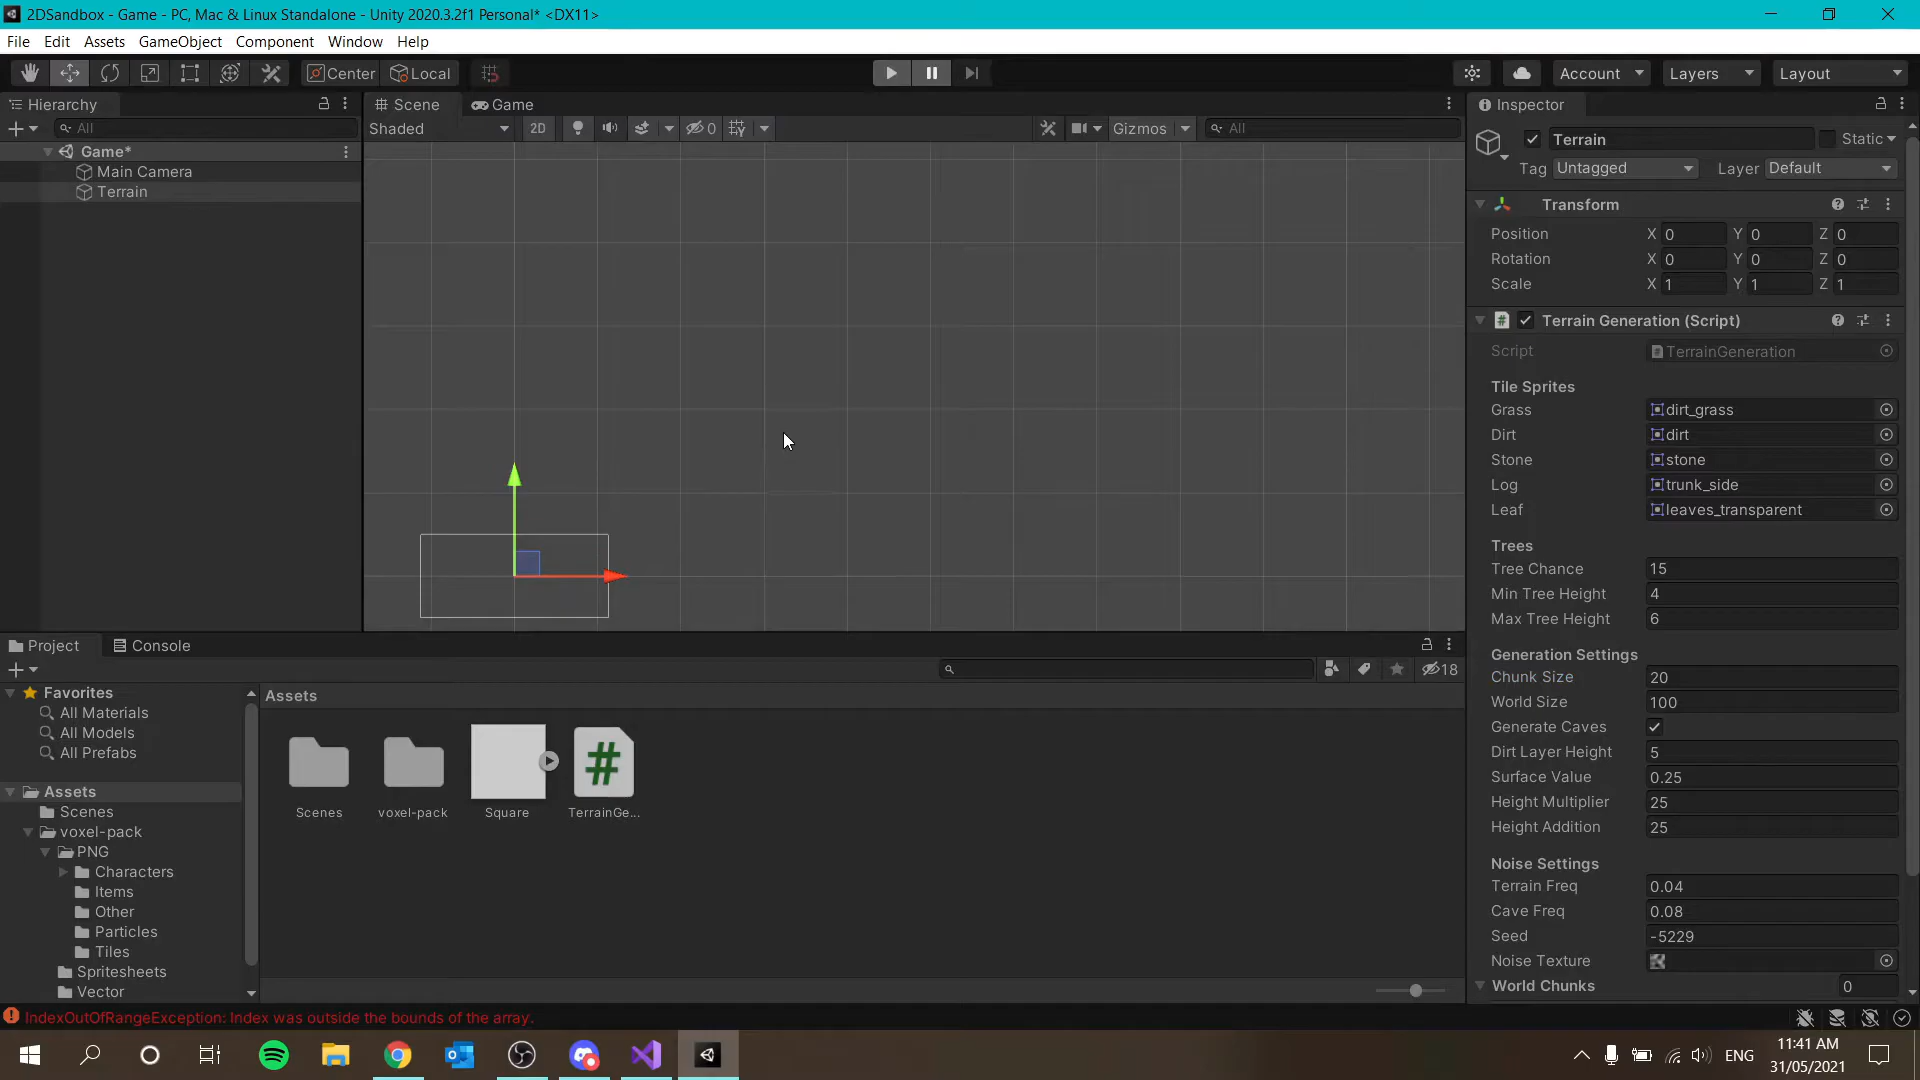 2DSandbox - Game - PC, Mac & Linux Standalone - Unity 2020.3.2f1 Personal* <DX11>
File Edit Assets GameObject Component Window Help
Center Local Account Layers Layout
Hierarchy
All
Game*
Main Camera
Terrain
Scene Game
Shaded 2D 0 Gizmos All
Inspector
Terrain Static
Tag Untagged Layer Default
Transform
Position X 0 Y 0 Z 0
Rotation X 0 Y 0 Z 0
Scale X 1 Y 1 Z 1
# Terrain Generation (Script)
Script TerrainGeneration
Tile Sprites
Grass dirt_grass
Dirt dirt
Stone stone
Log trunk_side
Leaf leaves_transparent
Trees
Tree Chance 15
Min Tree Height 4
Max Tree Height 6
Generation Settings
Chunk Size 20
World Size 100
Generate Caves
Dirt Layer Height 5
Surface Value 0.25
Height Multiplier 25
Height Addition 25
Noise Settings
Terrain Freq 0.04
Cave Freq 0.08
Seed -5229
Noise Texture
World Chunks 0
Project Console
18
Favorites
All Materials
All Models
All Prefabs
Assets
Scenes
voxel-pack
PNG
Characters
Items
Other
Particles
Tiles
Spritesheets
Vector
Assets
#
Scenes voxel-pack Square TerrainGe...
IndexOutOfRangeException: Index was outside the bounds of the array.
ENG
11:41 AM
31/05/2021